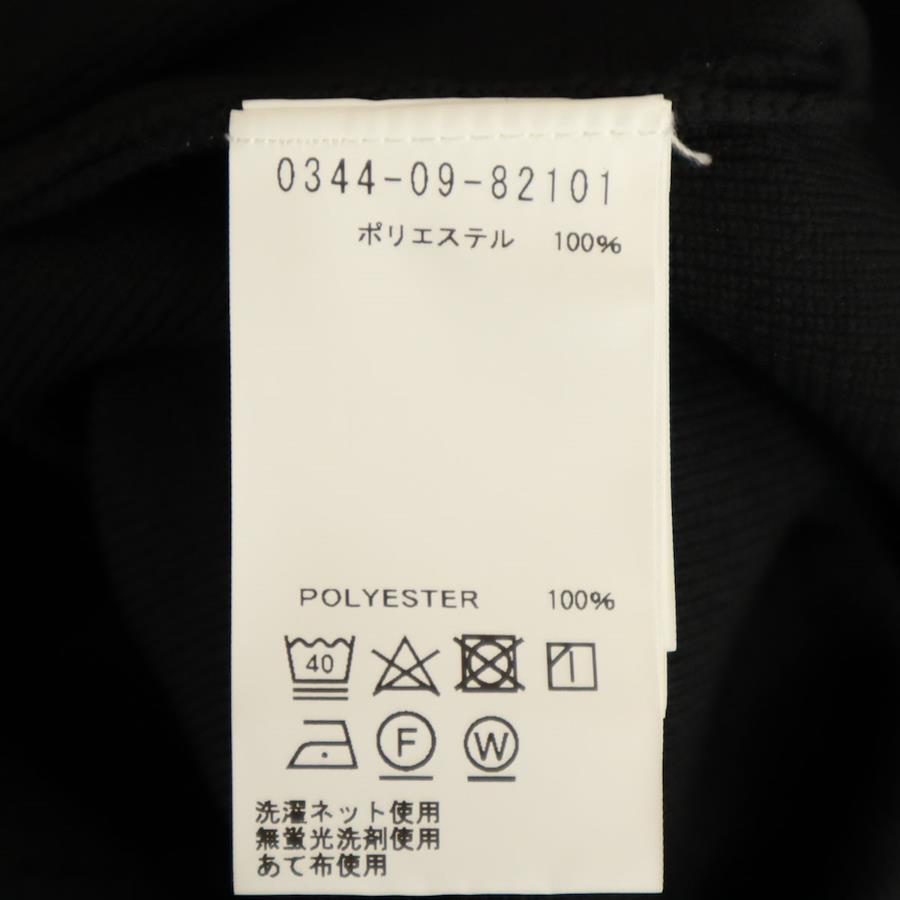 0344-09-82101
ポリエステル 100%
POLYESTER 100%
40
F W
洗濯ネット使用
無蛍光洗剤使用
あて布使用